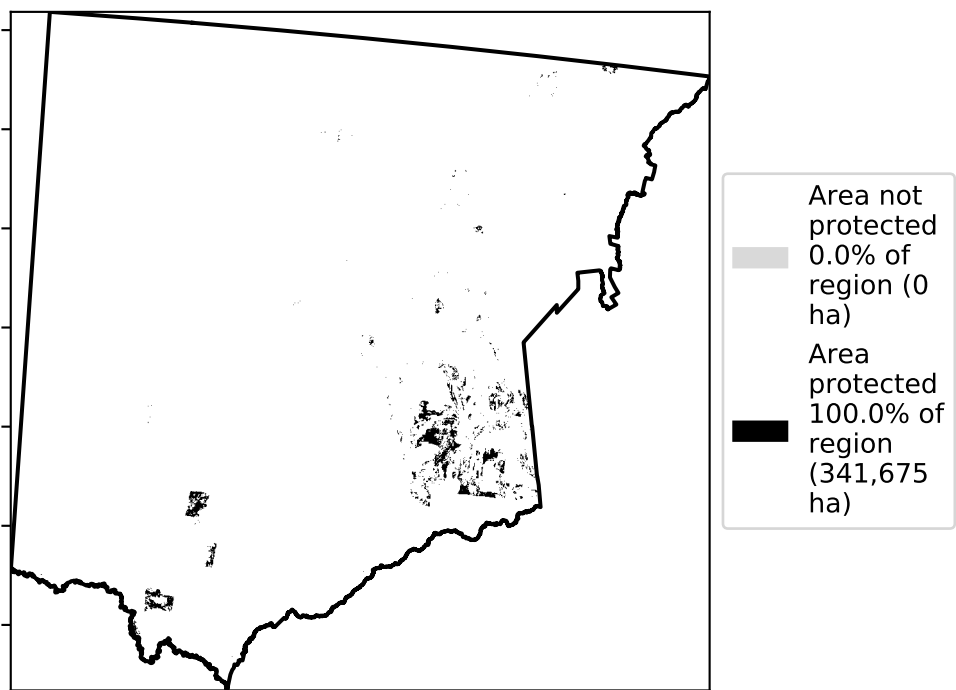 Area not
protected
0.0% of
region (0
ha)
Area
protected
100.0% of
region
(341,675
ha)